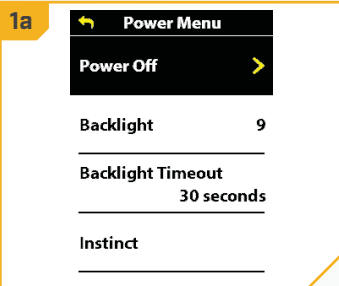 1a
Power Menu
Power Off
Backlight 9
Backlight Timeout
30 seconds
Instinct